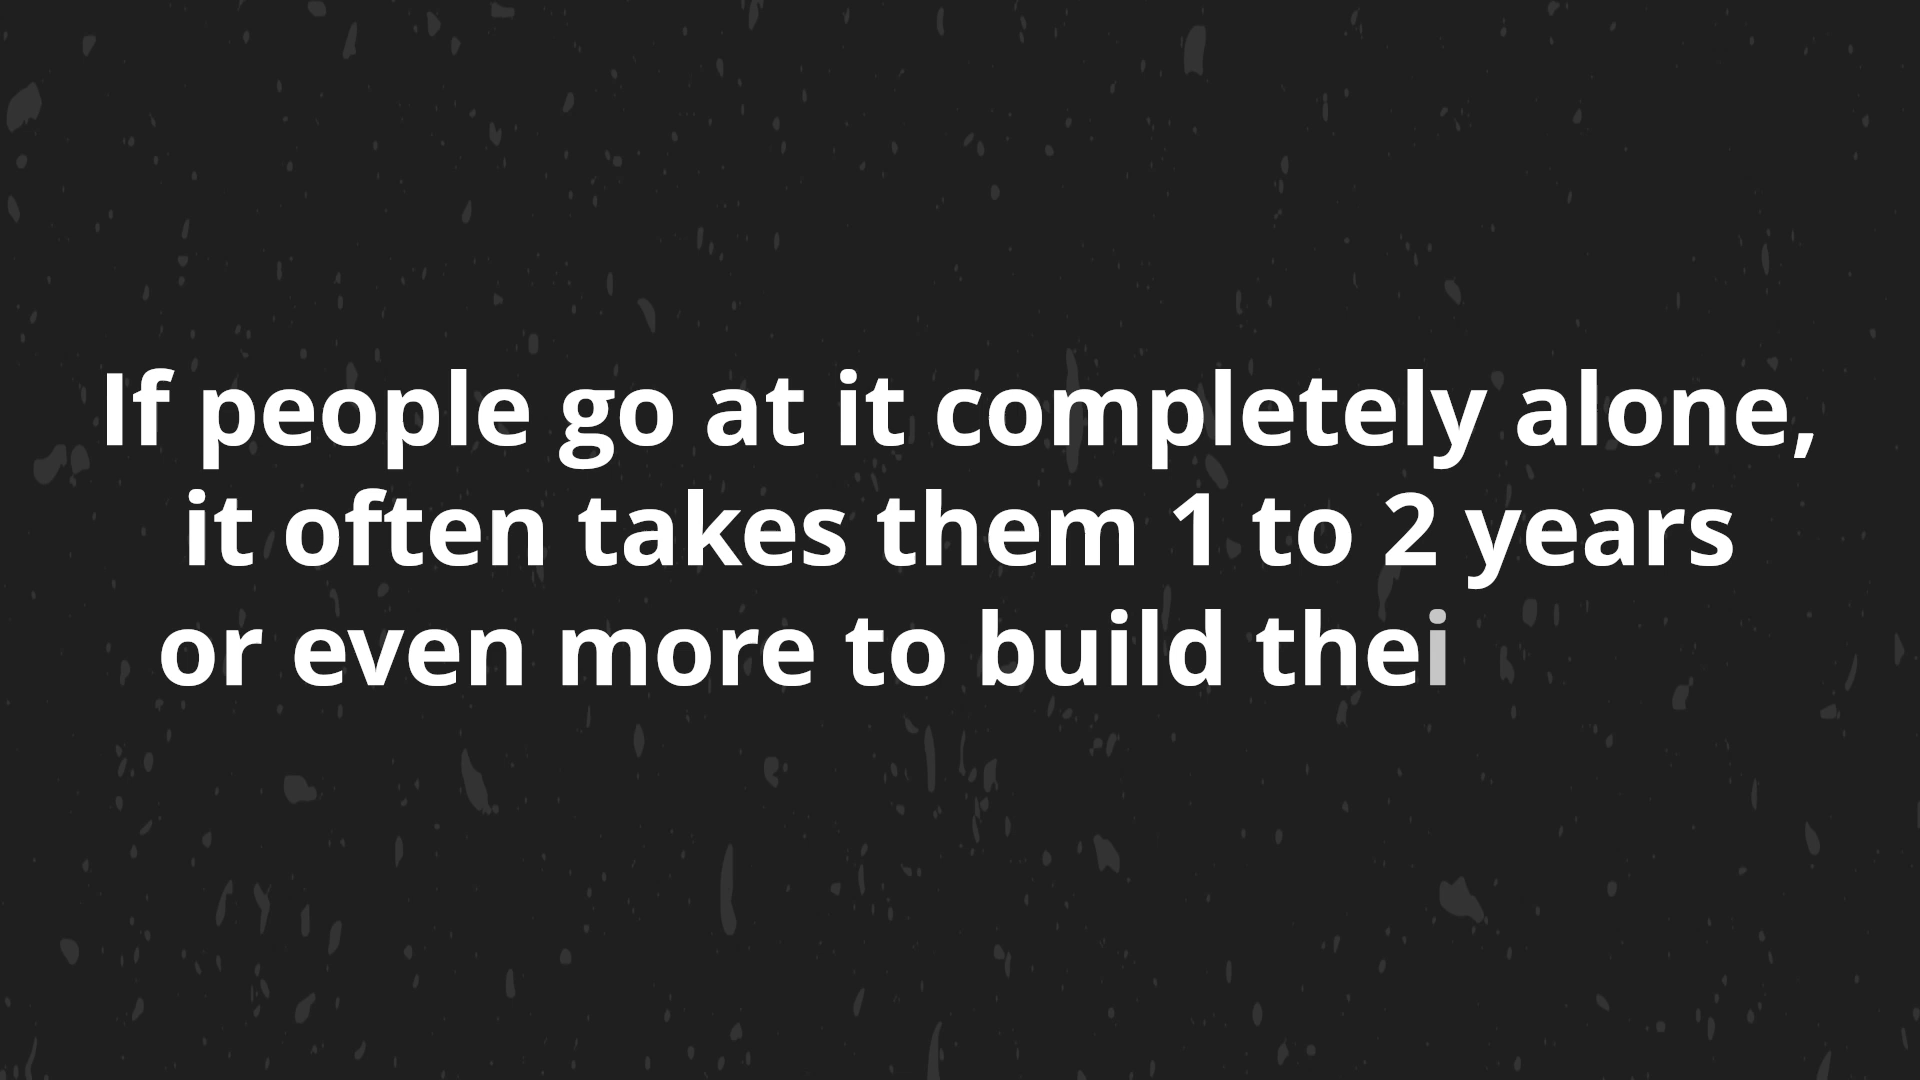 If people go at it completely alone,
it often takes them 1 to 2 years
or even more to build thei